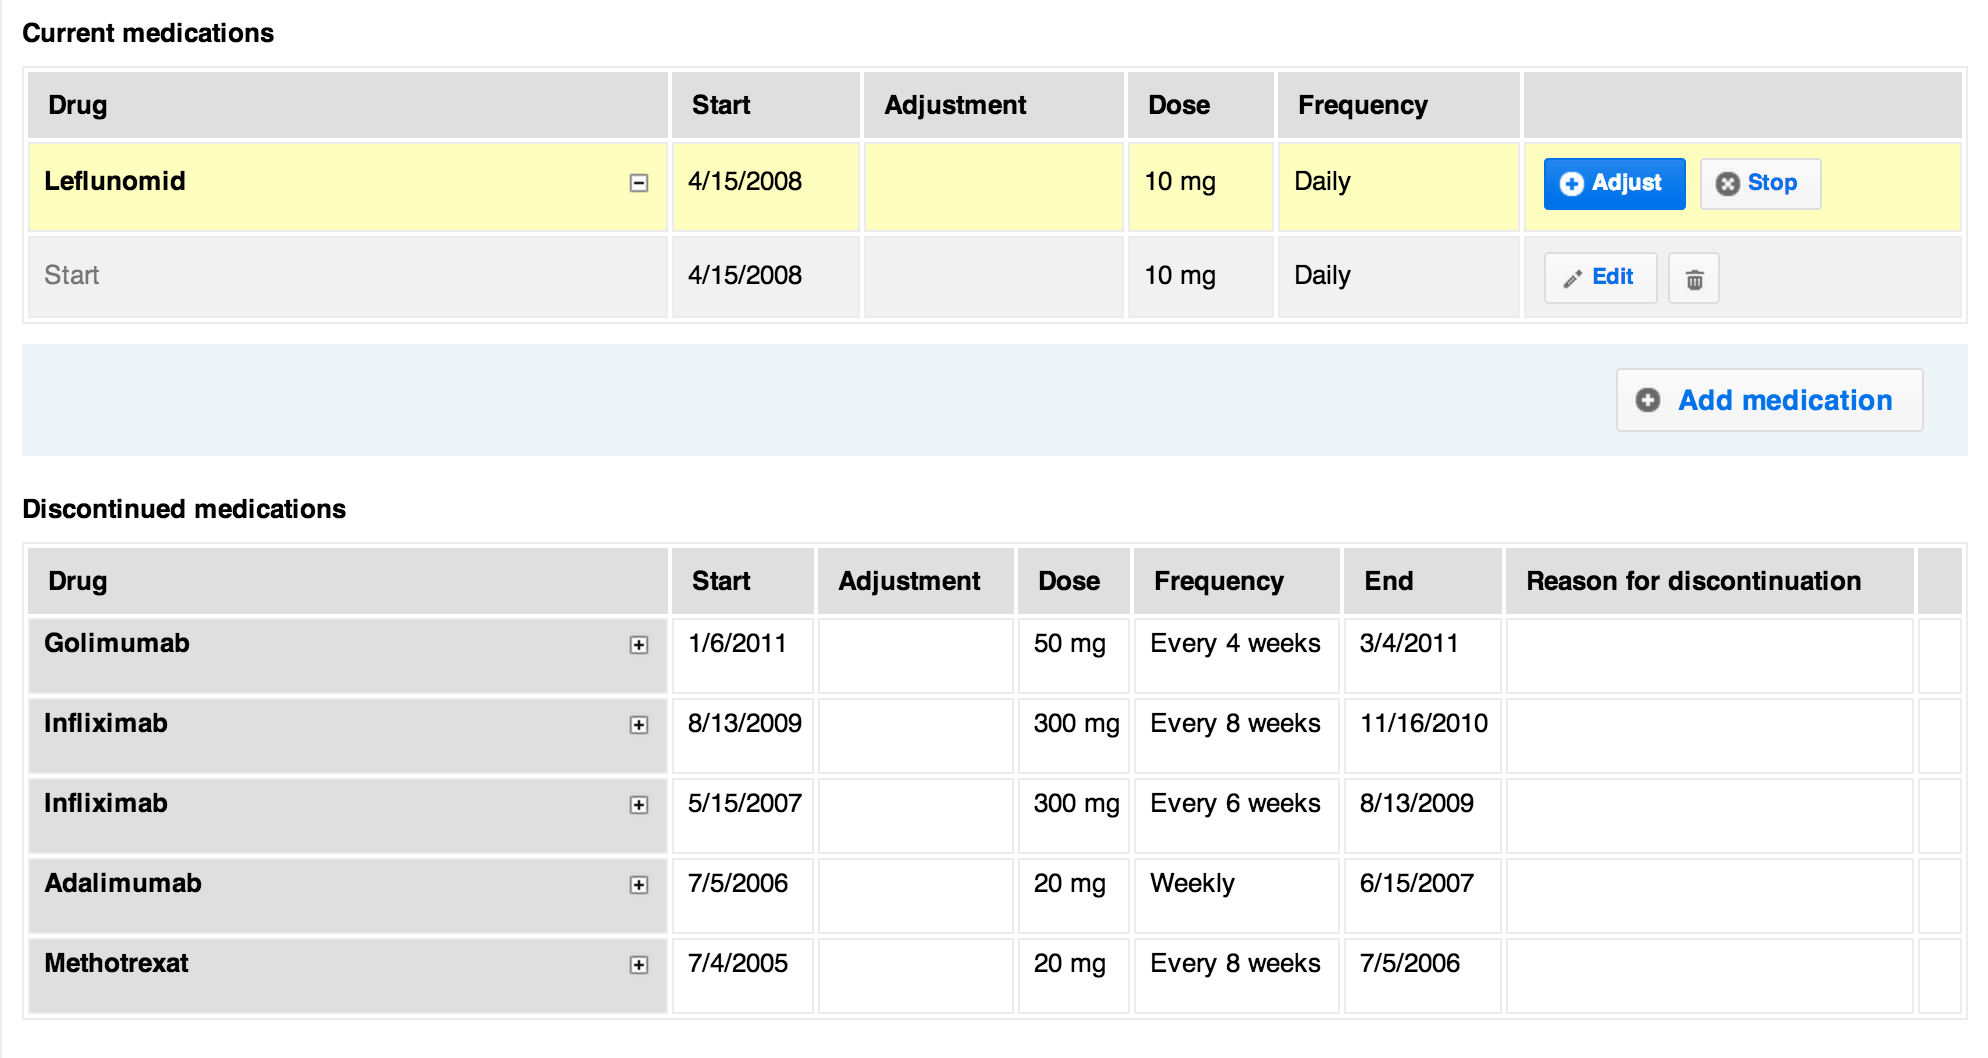 Current medications
Drug Start Adjustment Dose Frequency
Leflunomid 4/15/2008 10 mg Daily Adjust Stop
Start 4/15/2008 10 mg Daily Edit
Add medication
Discontinued medications
Drug Start Adjustment Dose Frequency End Reason for discontinuation
Golimumab 1/6/2011 50 mg Every 4 weeks 3/4/2011
Infliximab 8/13/2009 300 mg Every 8 weeks 11/16/2010
Infliximab 5/15/2007 300 mg Every 6 weeks 8/13/2009
Adalimumab 7/5/2006 20 mg Weekly 6/15/2007
Methotrexat 7/4/2005 20 mg Every 8 weeks 7/5/2006